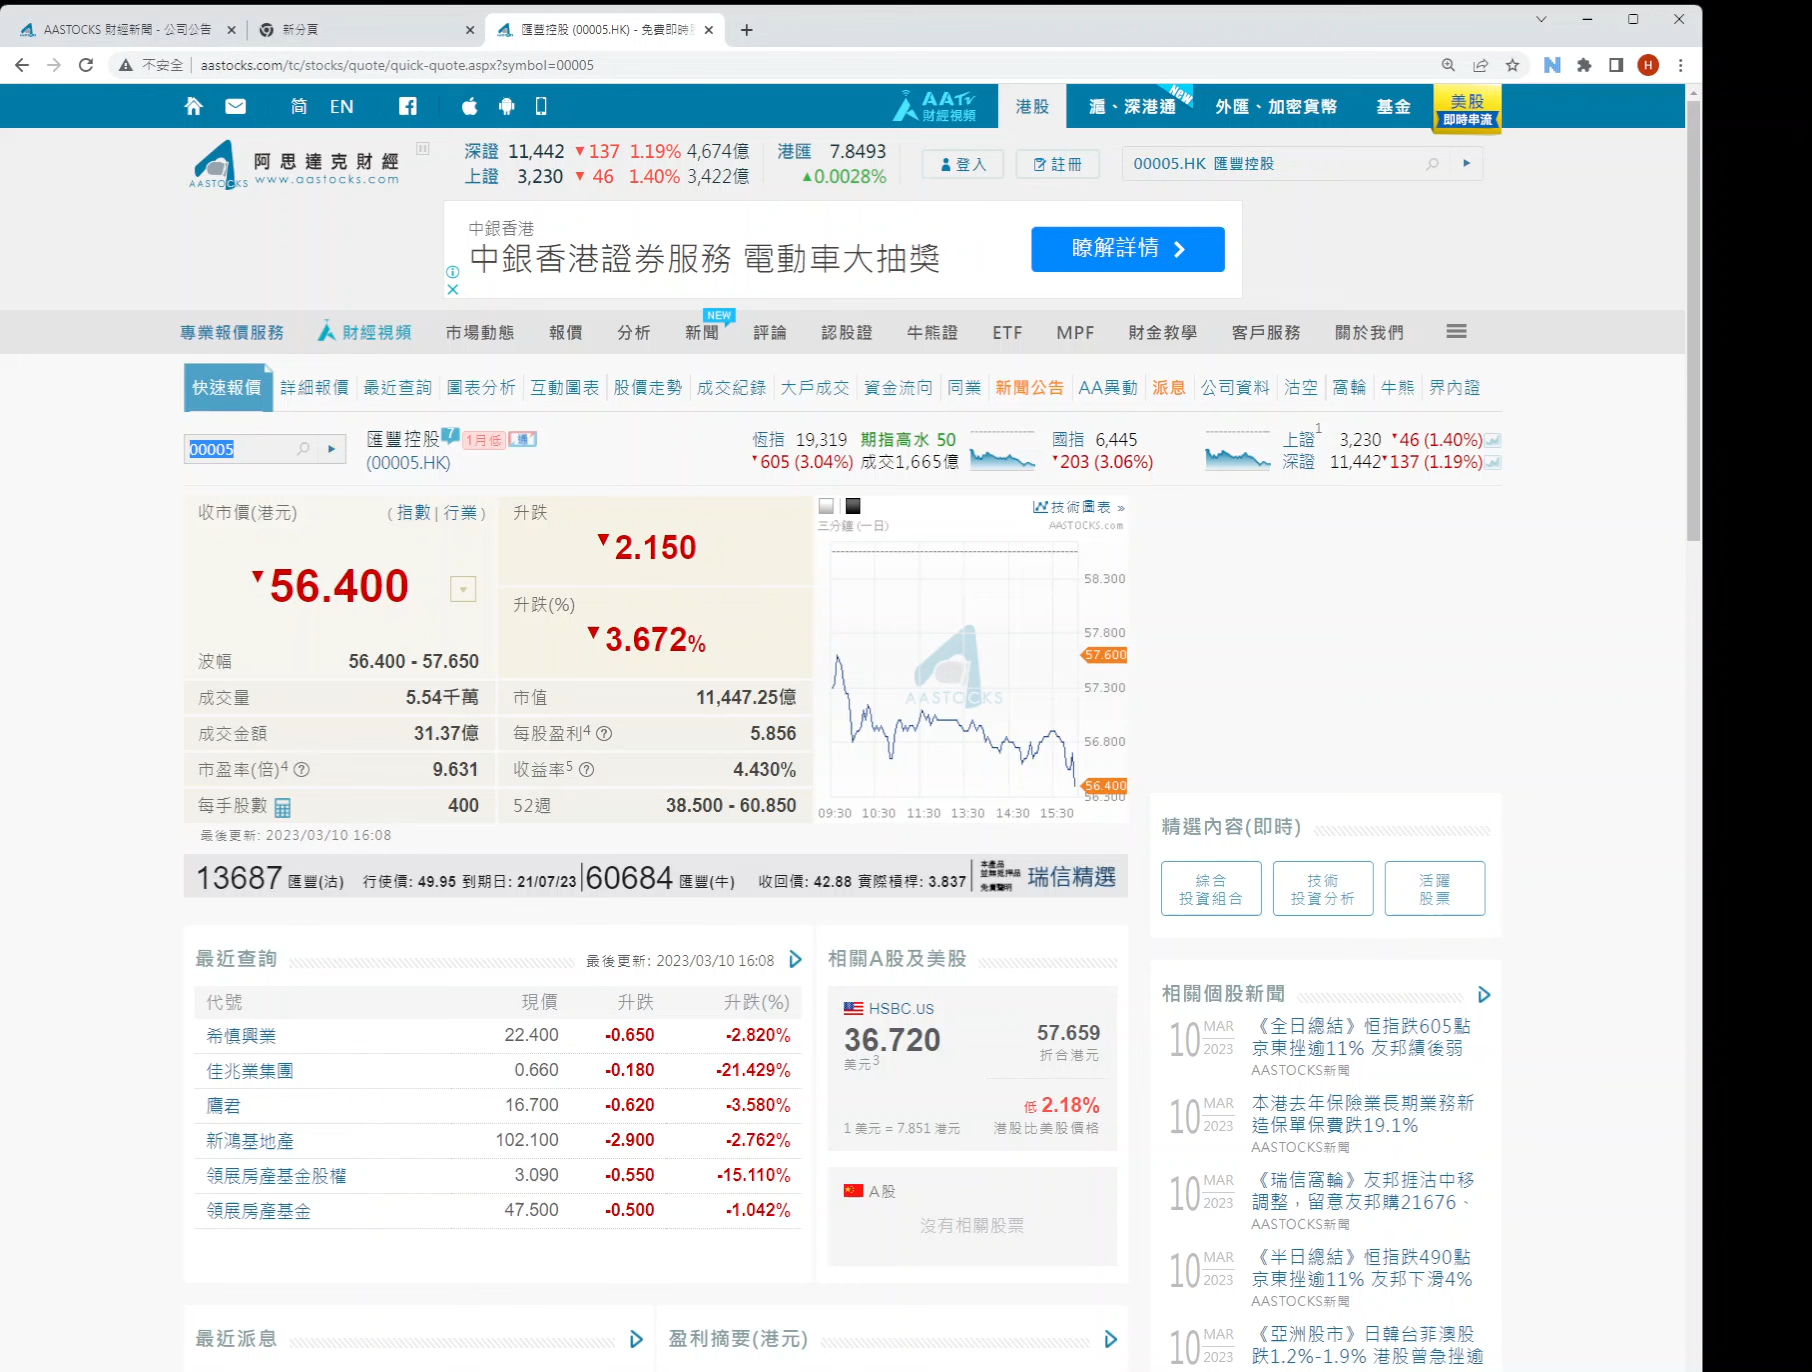 AASTOCKS 財經新聞 - 公司公告
新分頁
匯豐控股 (00005.HK) - 免費即時
不安全 aastocks.com/tc/stocks/quote/quick-quote.aspx?symbol=00005
H
简 EN
AATV 財經視頻
港股
滬、深港通
New
外匯、加密貨幣
基金
美股
即時串流
AASTOCKS
阿思達克財經
www.aastocks.com
深證 11,442 ▼137 1.19% 4,674億
上證 3,230 ▼46 1.40% 3,422億
港匯 7.8493
▲0.0028%
登入
註冊
00005.HK 匯豐控股
中銀香港
中銀香港證券服務 電動車大抽獎
瞭解詳情
專業報價服務 財經視頻 市場動態 報價 分析 新聞 NEW 評論 認股證 牛熊證 ETF MPF 財金教學 客戶服務 關於我們
快速報價 詳細報價 最近查詢 圖表分析 互動圖表 股價走勢 成交紀錄 大戶成交 資金流向 同業 新聞公告 AA異動 派息 公司資料 沽空 窩輪 牛熊 界內證
00005
匯豐控股 7 1月低 通
(00005.HK)
恆指 19,319 期指高水 50
▼605 (3.04%) 成交1,665億
國指 6,445
▼203 (3.06%)
上證1 3,230 ▼46 (1.40%)
深證 11,442 ▼137 (1.19%)
收市價(港元) (指數|行業)
▼56.400
波幅 56.400 - 57.650
升跌
▼2.150
升跌(%)
▼3.672%
成交量 5.54千萬
市值 11,447.25億
成交金額 31.37億
每股盈利4 ? 5.856
市盈率(倍)4 ? 9.631
收益率5 ? 4.430%
每手股數 400
52週 38.500 - 60.850
最後更新: 2023/03/10 16:08
技術圖表 »
三分鐘 (一日)
AASTOCKS.com
AASTOCKS
58.300
57.800
57.600
57.300
56.800
56.400
56.300
09:30 10:30 11:30 13:30 14:30 15:30
13687 匯豐(沽) 行使價: 49.95 到期日: 21/07/23
60684 匯豐(牛) 收回價: 42.88 實際槓桿: 3.837
本產品
並無抵押品
免責聲明
瑞信精選
最近查詢 最後更新: 2023/03/10 16:08
代號 現價 升跌 升跌(%)
希慎興業 22.400 -0.650 -2.820%
佳兆業集團 0.660 -0.180 -21.429%
鷹君 16.700 -0.620 -3.580%
新鴻基地產 102.100 -2.900 -2.762%
領展房產基金股權 3.090 -0.550 -15.110%
領展房產基金 47.500 -0.500 -1.042%
相關A股及美股
HSBC.US
36.720
美元3
57.659
折合港元
低 2.18%
1 美元 = 7.851 港元
港股比美股價格
A股
沒有相關股票
精選內容(即時)
綜合
投資組合
技術
投資分析
活躍
股票
相關個股新聞
10 MAR 2023
《全日總結》恒指跌605點
京東挫逾11% 友邦績後弱
AASTOCKS新聞
10 MAR 2023
本港去年保險業長期業務新
造保單保費跌19.1%
AASTOCKS新聞
10 MAR 2023
《瑞信窩輪》友邦捱沽中移
調整，留意友邦購21676、
AASTOCKS新聞
10 MAR 2023
《半日總結》恒指跌490點
京東挫逾11% 友邦下滑4%
AASTOCKS新聞
10 MAR 2023
《亞洲股市》日韓台菲澳股
跌1.2%-1.9% 港股曾急挫逾
最近派息
盈利摘要(港元)